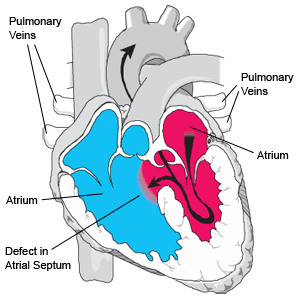 Pulmonary
Veins
Pulmonary
Veins
Atrium
Atrium
Defect in
Atrial Septum